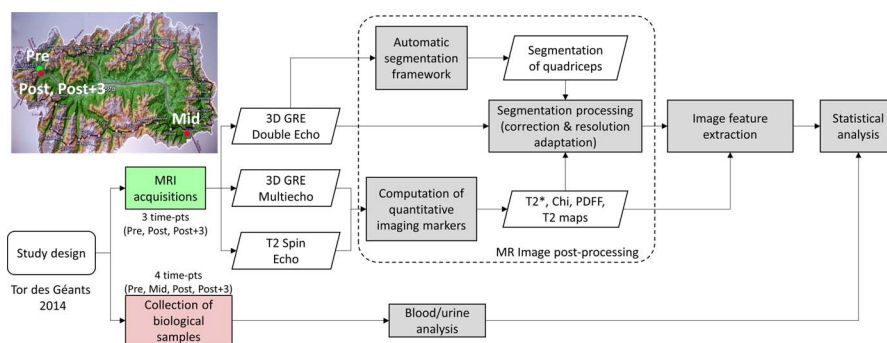 Pre
Post, Post+3
Mid
Automatic
segmentation
framework
Segmentation
of quadriceps
3D GRE
Double Echo
Segmentation processing
(correction & resolution
adaptation)
Image feature
extraction
Statistical
analysis
MRI
acquisitions
3 time-pts
(Pre, Post, Post+3)
3D GRE
Multiecho
Computation of
quantitative
imaging markers
T2*, Chi, PDFF,
T2 maps
T2 Spin
Echo
MR Image post-processing
Study design
Tor des Géants
2014
4 time-pts
(Pre, Mid, Post, Post+3)
Collection of
biological
samples
Blood/urine
analysis